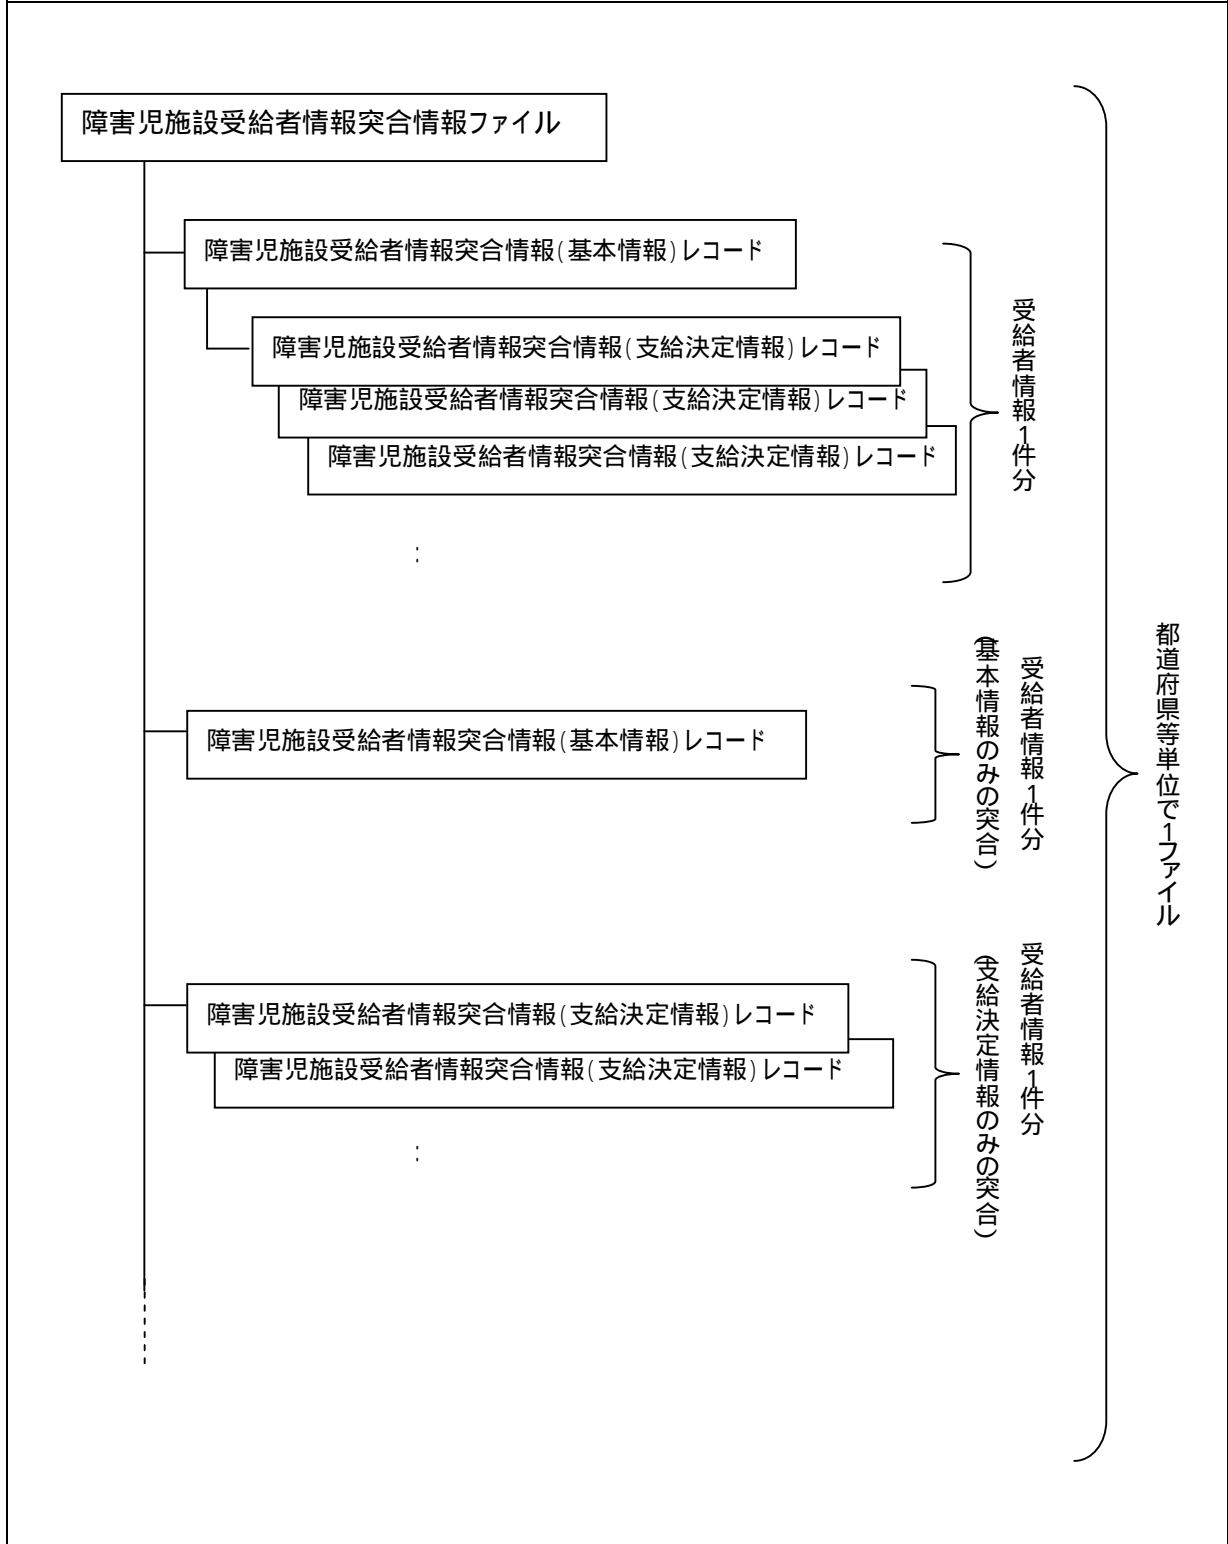 障害児施設受給者情報突合情報ファイル
障害児施設受給者情報突合情報(基本情報)レコード
障害児施設受給者情報突合情報(支給決定情報)レコード
障害児施設受給者情報突合情報(支給決定情報)レコード
障害児施設受給者情報突合情報(支給決定情報)レコード
:
受給者情報1件分
障害児施設受給者情報突合情報(基本情報)レコード
受給者情報1件分
(基本情報のみの突合)
障害児施設受給者情報突合情報(支給決定情報)レコード
障害児施設受給者情報突合情報(支給決定情報)レコード
:
受給者情報1件分
(支給決定情報のみの突合)
都道府県等単位で1ファイル